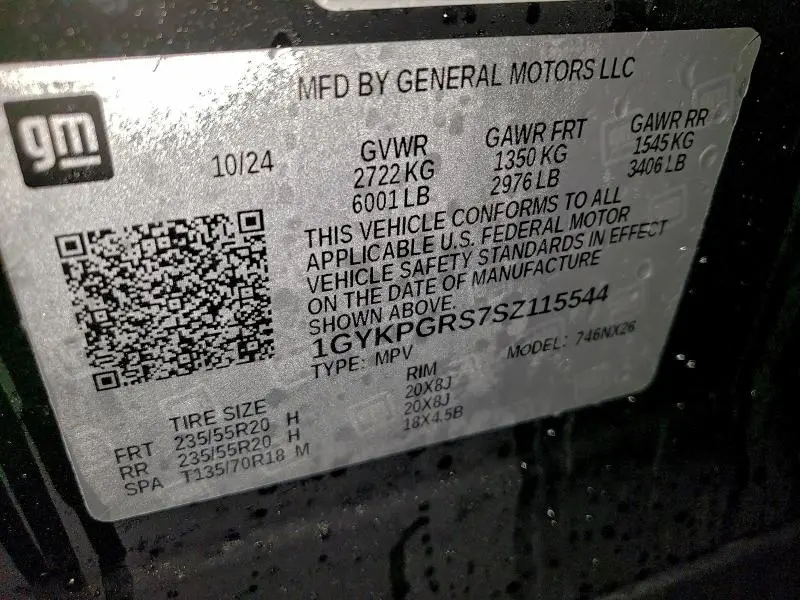 MFD BY GENERAL MOTORS LLC
gm
10/24
GVWR
2722 KG
6001 LB
GAWR FRT
1350 KG
2976 LB
GAWR RR
1545 KG
3406 LB
THIS VEHICLE CONFORMS TO ALL
APPLICABLE U.S. FEDERAL MOTOR
VEHICLE SAFETY STANDARDS IN EFFECT
ON THE DATE OF MANUFACTURE
SHOWN ABOVE.
1GYKPGRS7SZ115544
TYPE: MPV
MODEL: 746NX26
TIRE SIZE
RIM
FRT 235/55R20 H 20X8J
RR 235/55R20 H 20X8J
SPA T135/70R18 M 18X4.5B